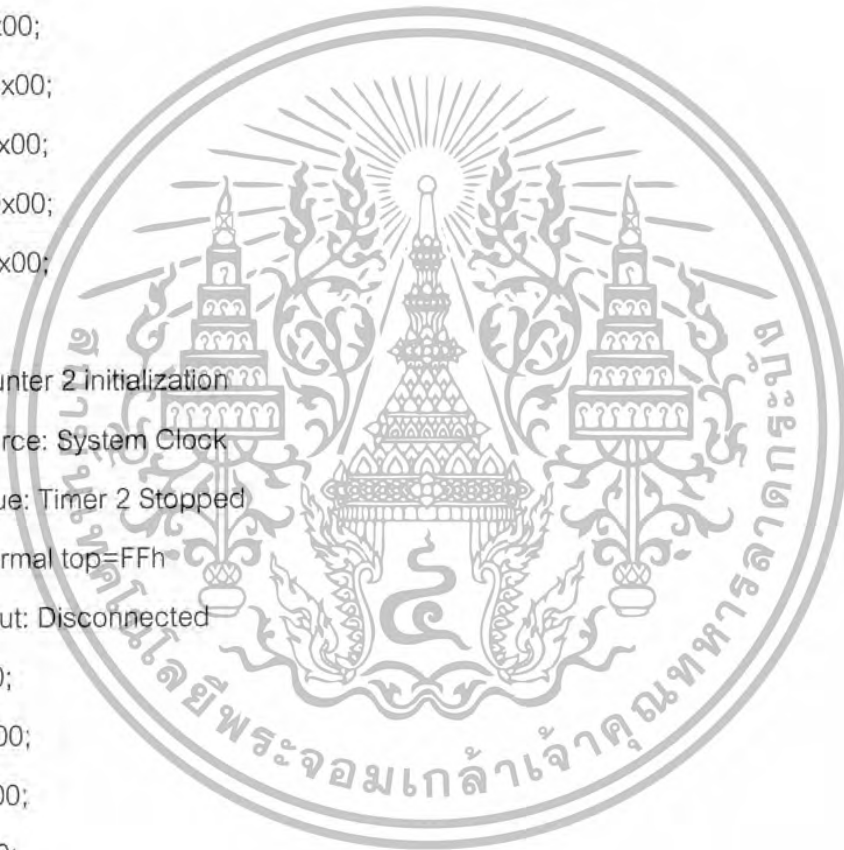 x00;
x00;
x00;
x00;
x00;
unter 2 initialization
rce: System Clock
ue: Timer 2 Stopped
rmal top=FFh
ut: Disconnected
0;
00;
00;
สถาบันเทคโนโลยีพระจอมเกล้าเจ้าคุณทหารลาดกระบัง